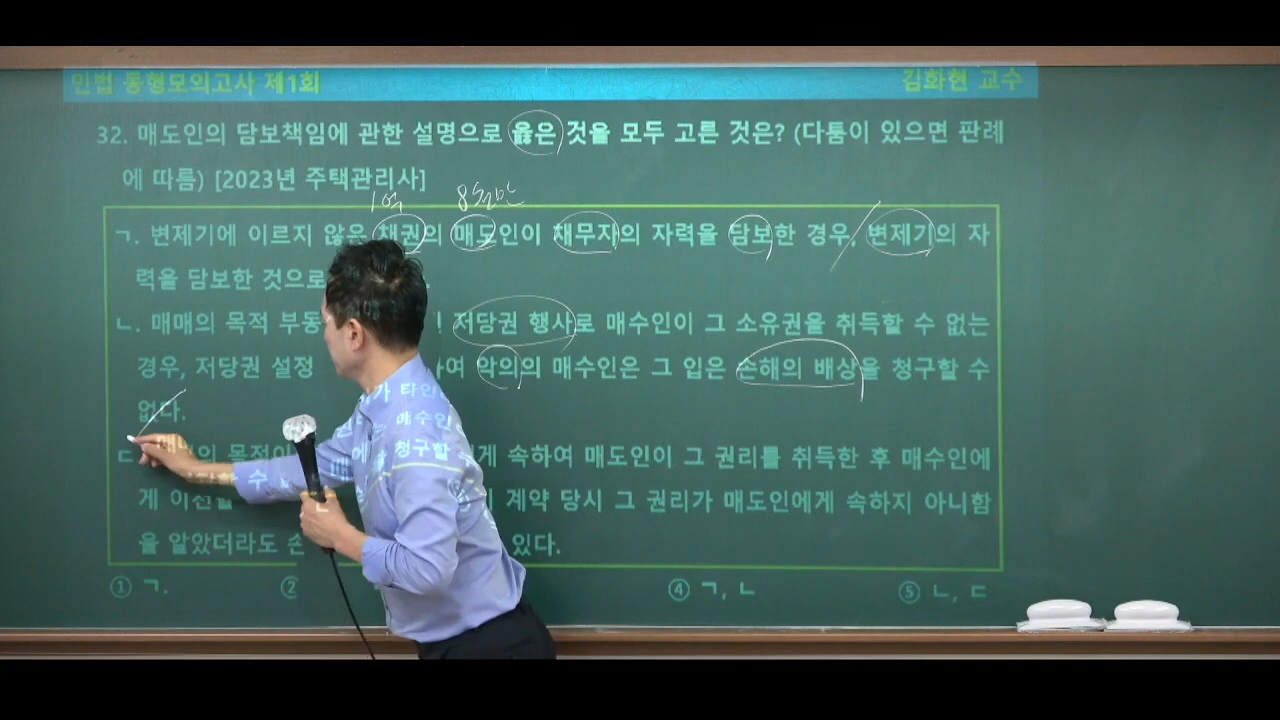 민법 동형모의고사 제1회
김화현 교수
32. 매도인의 담보책임에 관한 설명으로 옳은 것을 모두 고른 것은? (다툼이 있으면 판례
에 따름) [2023년 주택관리사]
1억 8천만
ㄱ. 변제기에 이르지 않은 채권의 매도인이 채무자의 자력을 담보한 경우, 변제기의 자
력을 담보한 것으로
ㄴ. 매매의 목적 부동 저당권 행사로 매수인이 그 소유권을 취득할 수 없는
경우, 저당권 설정 여 악의의 매수인은 그 입은 손해의 배상을 청구할 수
없다.
ㄷ. 목적이 게 속하여 매도인이 그 권리를 취득한 후 매수인에
게 이전할 계약 당시 그 권리가 매도인에게 속하지 아니함
을 알았더라도 손 있다.
① ㄱ. ② ④ ㄱ, ㄴ ⑤ ㄴ, ㄷ